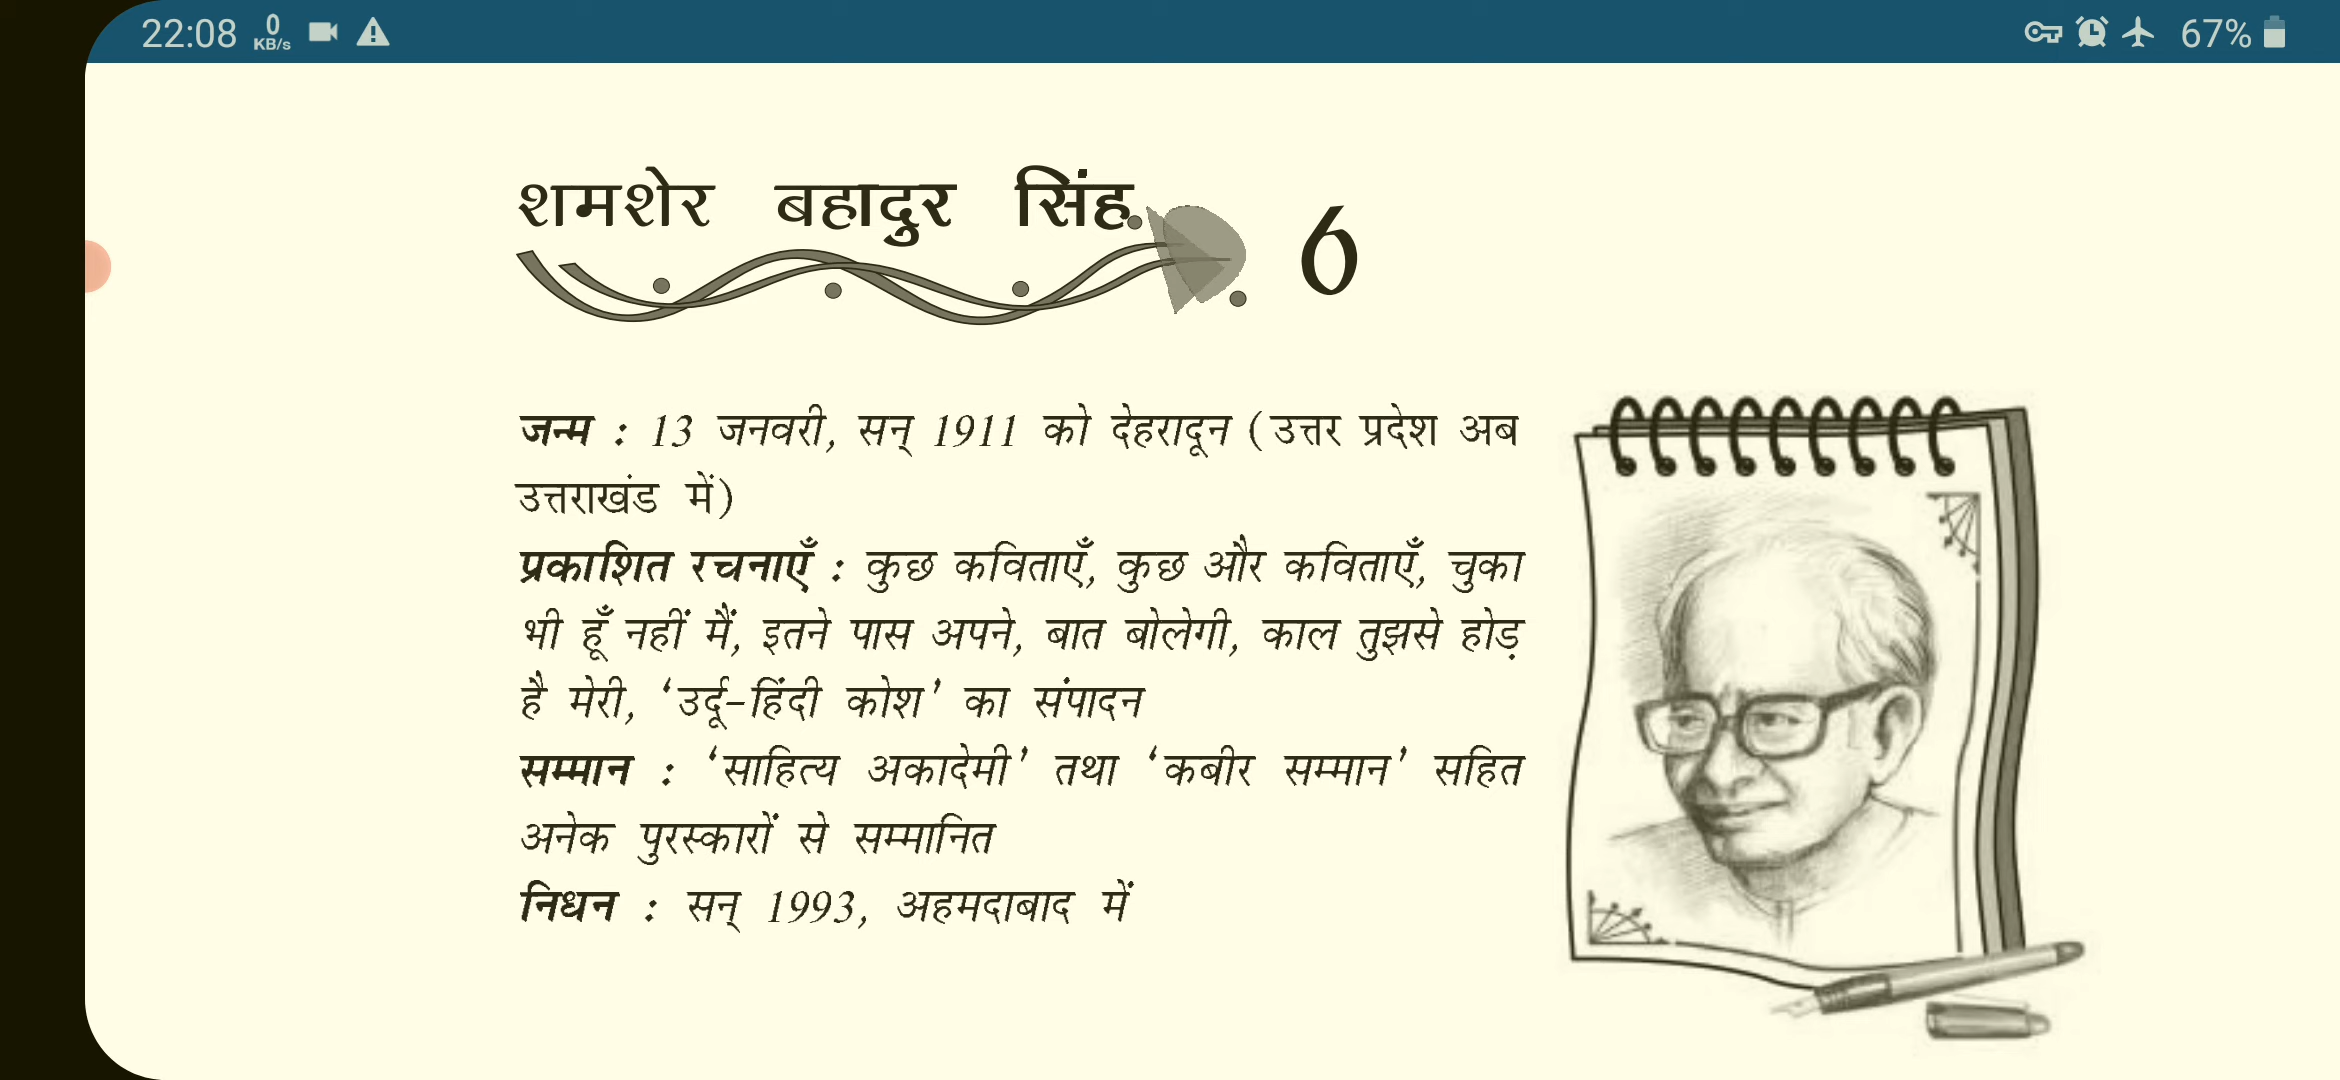 22:08 0 KB/s 67%
शमशेर बहादुर सिंह 6
जन्म : 13 जनवरी, सन् 1911 को देहरादून (उत्तर प्रदेश अब
उत्तराखंड में)
प्रकाशित रचनाएँ : कुछ कविताएँ, कुछ और कविताएँ, चुका
भी हूँ नहीं मैं, इतने पास अपने, बात बोलेगी, काल तुझसे होड़
है मेरी, ‘उर्दू-हिंदी कोश’ का संपादन
सम्मान : ‘साहित्य अकादेमी’ तथा ‘कबीर सम्मान’ सहित
अनेक पुरस्कारों से सम्मानित
निधन : सन् 1993, अहमदाबाद में